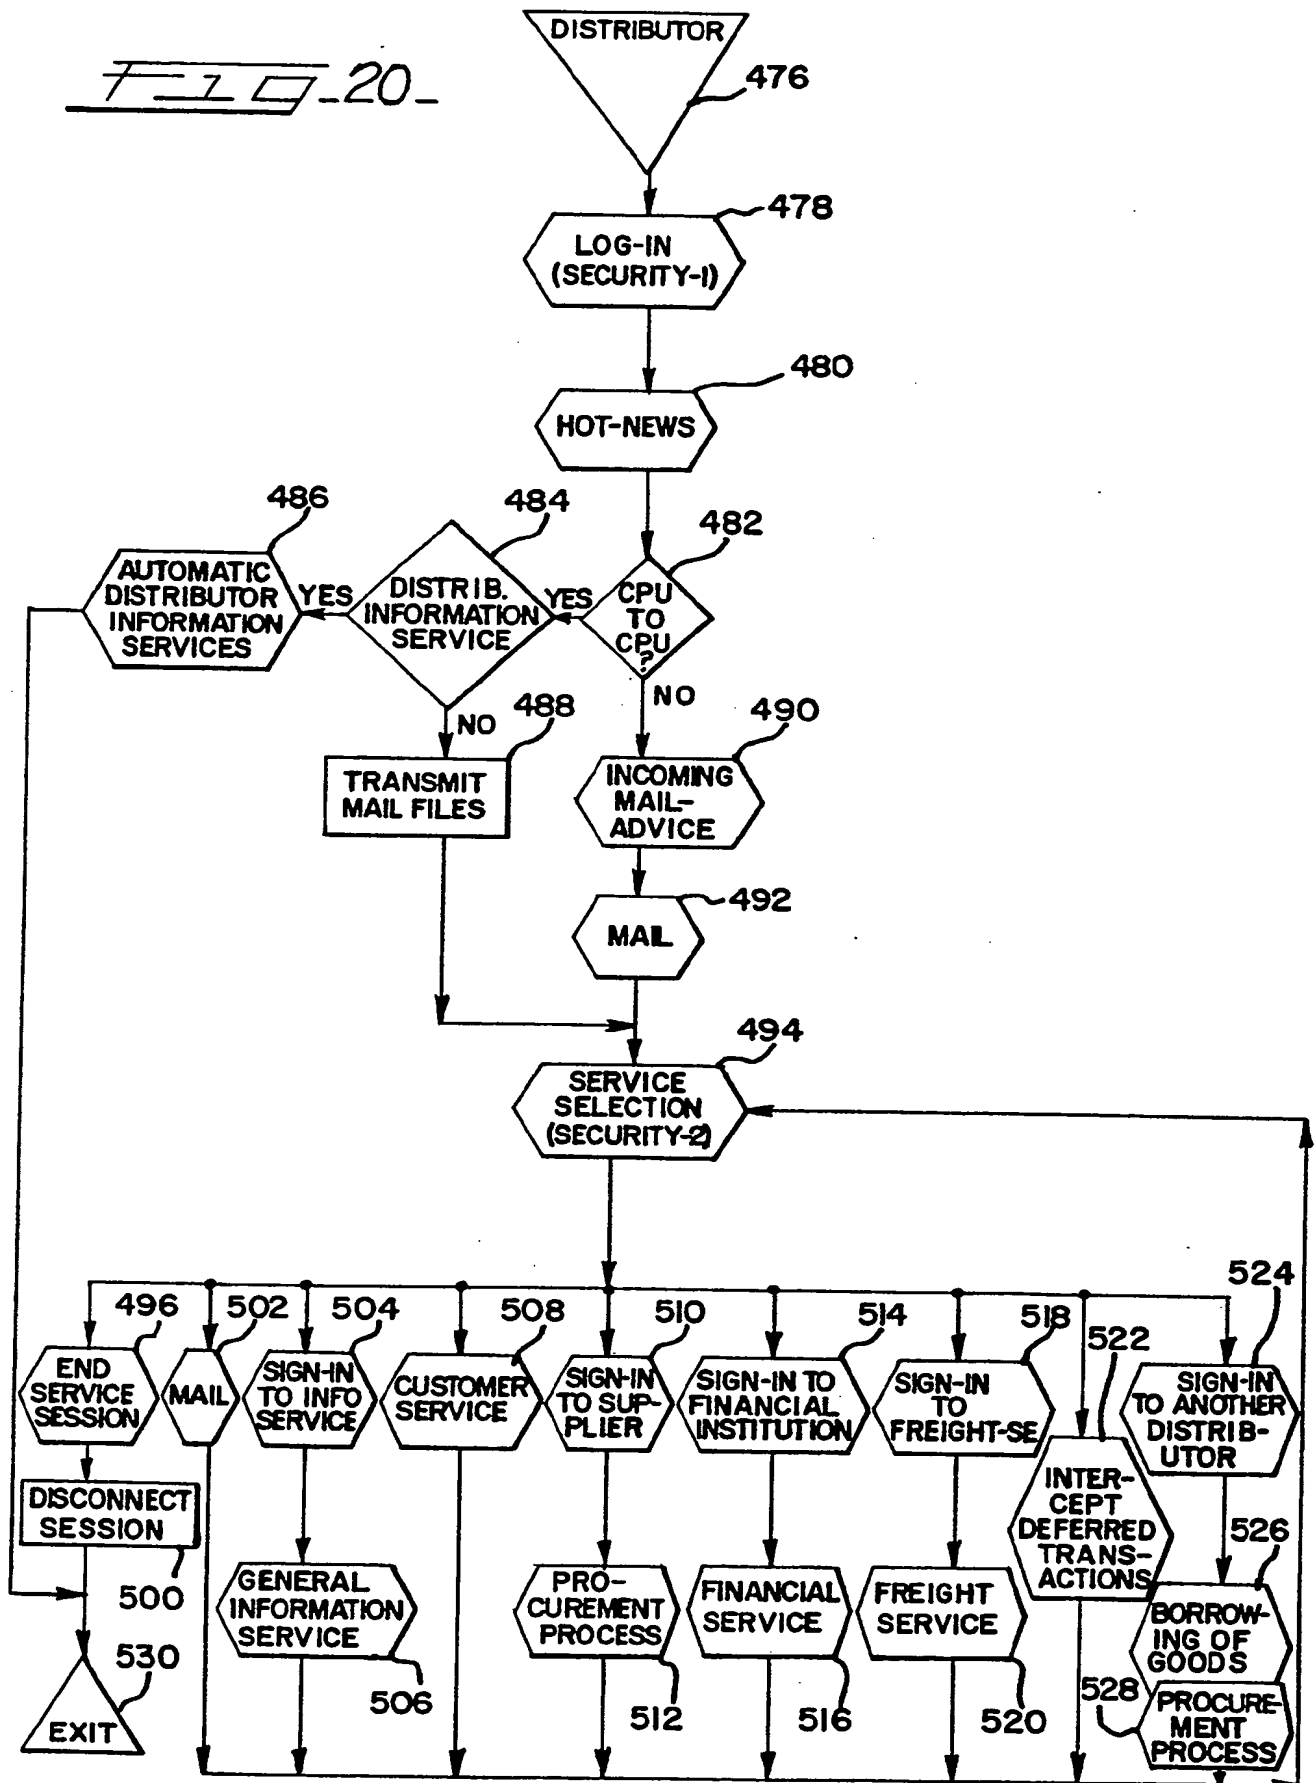 Fig_20_
DISTRIBUTOR
476
478
LOG-IN
(SECURITY-1)
480
HOT-NEWS
486
484
482
AUTOMATIC
DISTRIBUTOR
INFORMATION
SERVICES
YES
DISTRIB.
INFORMATION
SERVICE
YES
CPU
TO
CPU
?
NO
488
NO
490
TRANSMIT
MAIL FILES
INCOMING
MAIL-
ADVICE
492
MAIL
494
SERVICE
SELECTION
(SECURITY-2)
496
502
504
508
510
514
518
522
524
END
SERVICE
SESSION
MAIL
SIGN-IN
TO INFO
SERVICE
CUSTOMER
SERVICE
SIGN-IN
TO SUP-
PLIER
SIGN-IN TO
FINANCIAL
INSTITUTION
SIGN-IN
TO
FREIGHT-SE
INTER-
CEPT
DEFERRED
TRANS-
ACTIONS
SIGN-IN
TO ANOTHER
DISTRIB-
UTOR
DISCONNECT
SESSION
500
GENERAL
INFORMATION
SERVICE
506
PRO-
CUREMENT
PROCESS
512
FINANCIAL
SERVICE
516
FREIGHT
SERVICE
520
526
BORROW-
ING OF
GOODS
528
PROCURE-
MENT
PROCESS
530
EXIT